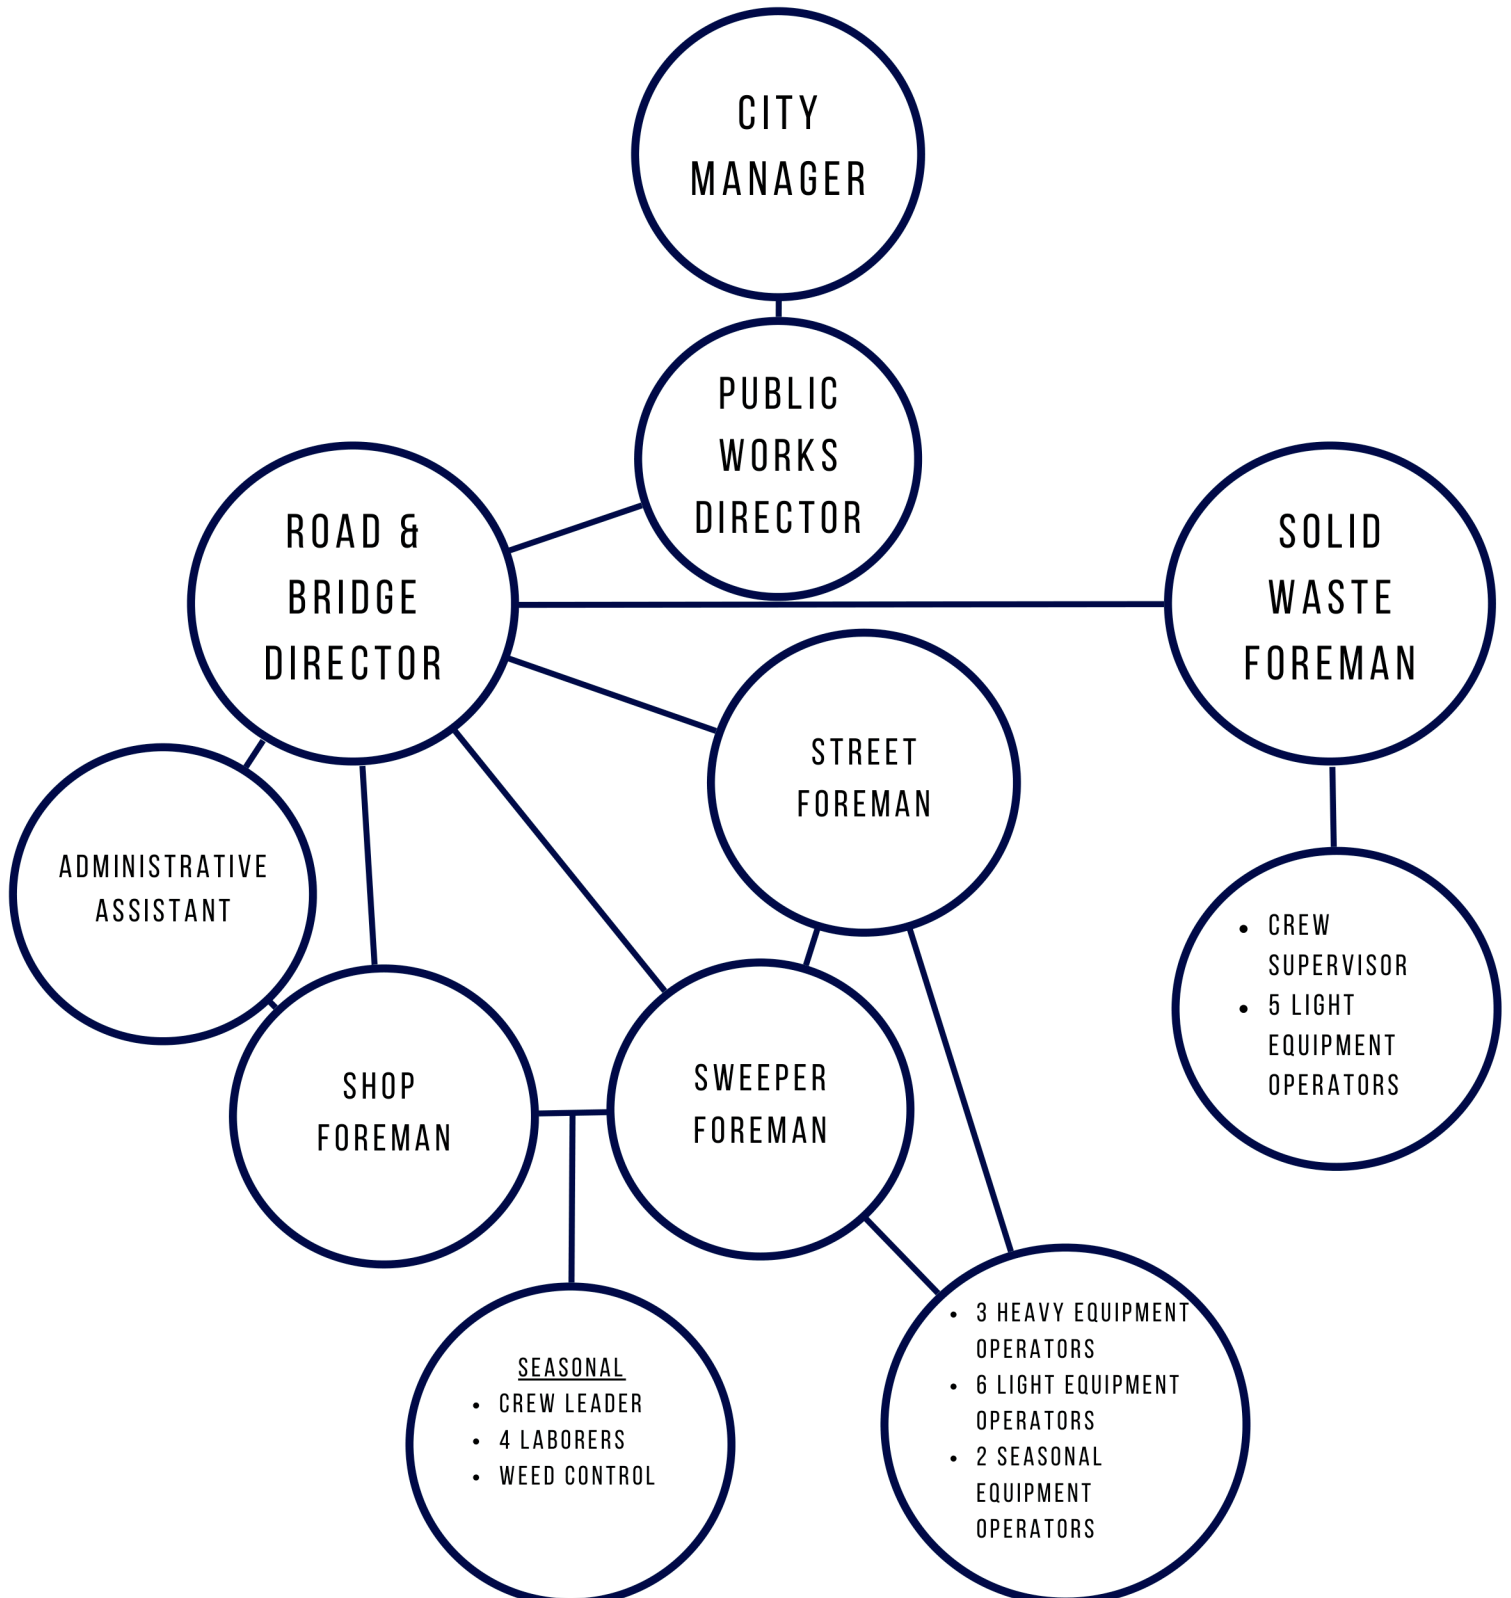 CITY
MANAGER
PUBLIC
WORKS
DIRECTOR
ROAD &
BRIDGE
DIRECTOR
SOLID
WASTE
FOREMAN
STREET
FOREMAN
ADMINISTRATIVE
ASSISTANT
• CREW
SUPERVISOR
• 5 LIGHT
EQUIPMENT
OPERATORS
SHOP
FOREMAN
SWEEPER
FOREMAN
SEASONAL
• CREW LEADER
• 4 LABORERS
• WEED CONTROL
• 3 HEAVY EQUIPMENT
OPERATORS
• 6 LIGHT EQUIPMENT
OPERATORS
• 2 SEASONAL
EQUIPMENT
OPERATORS